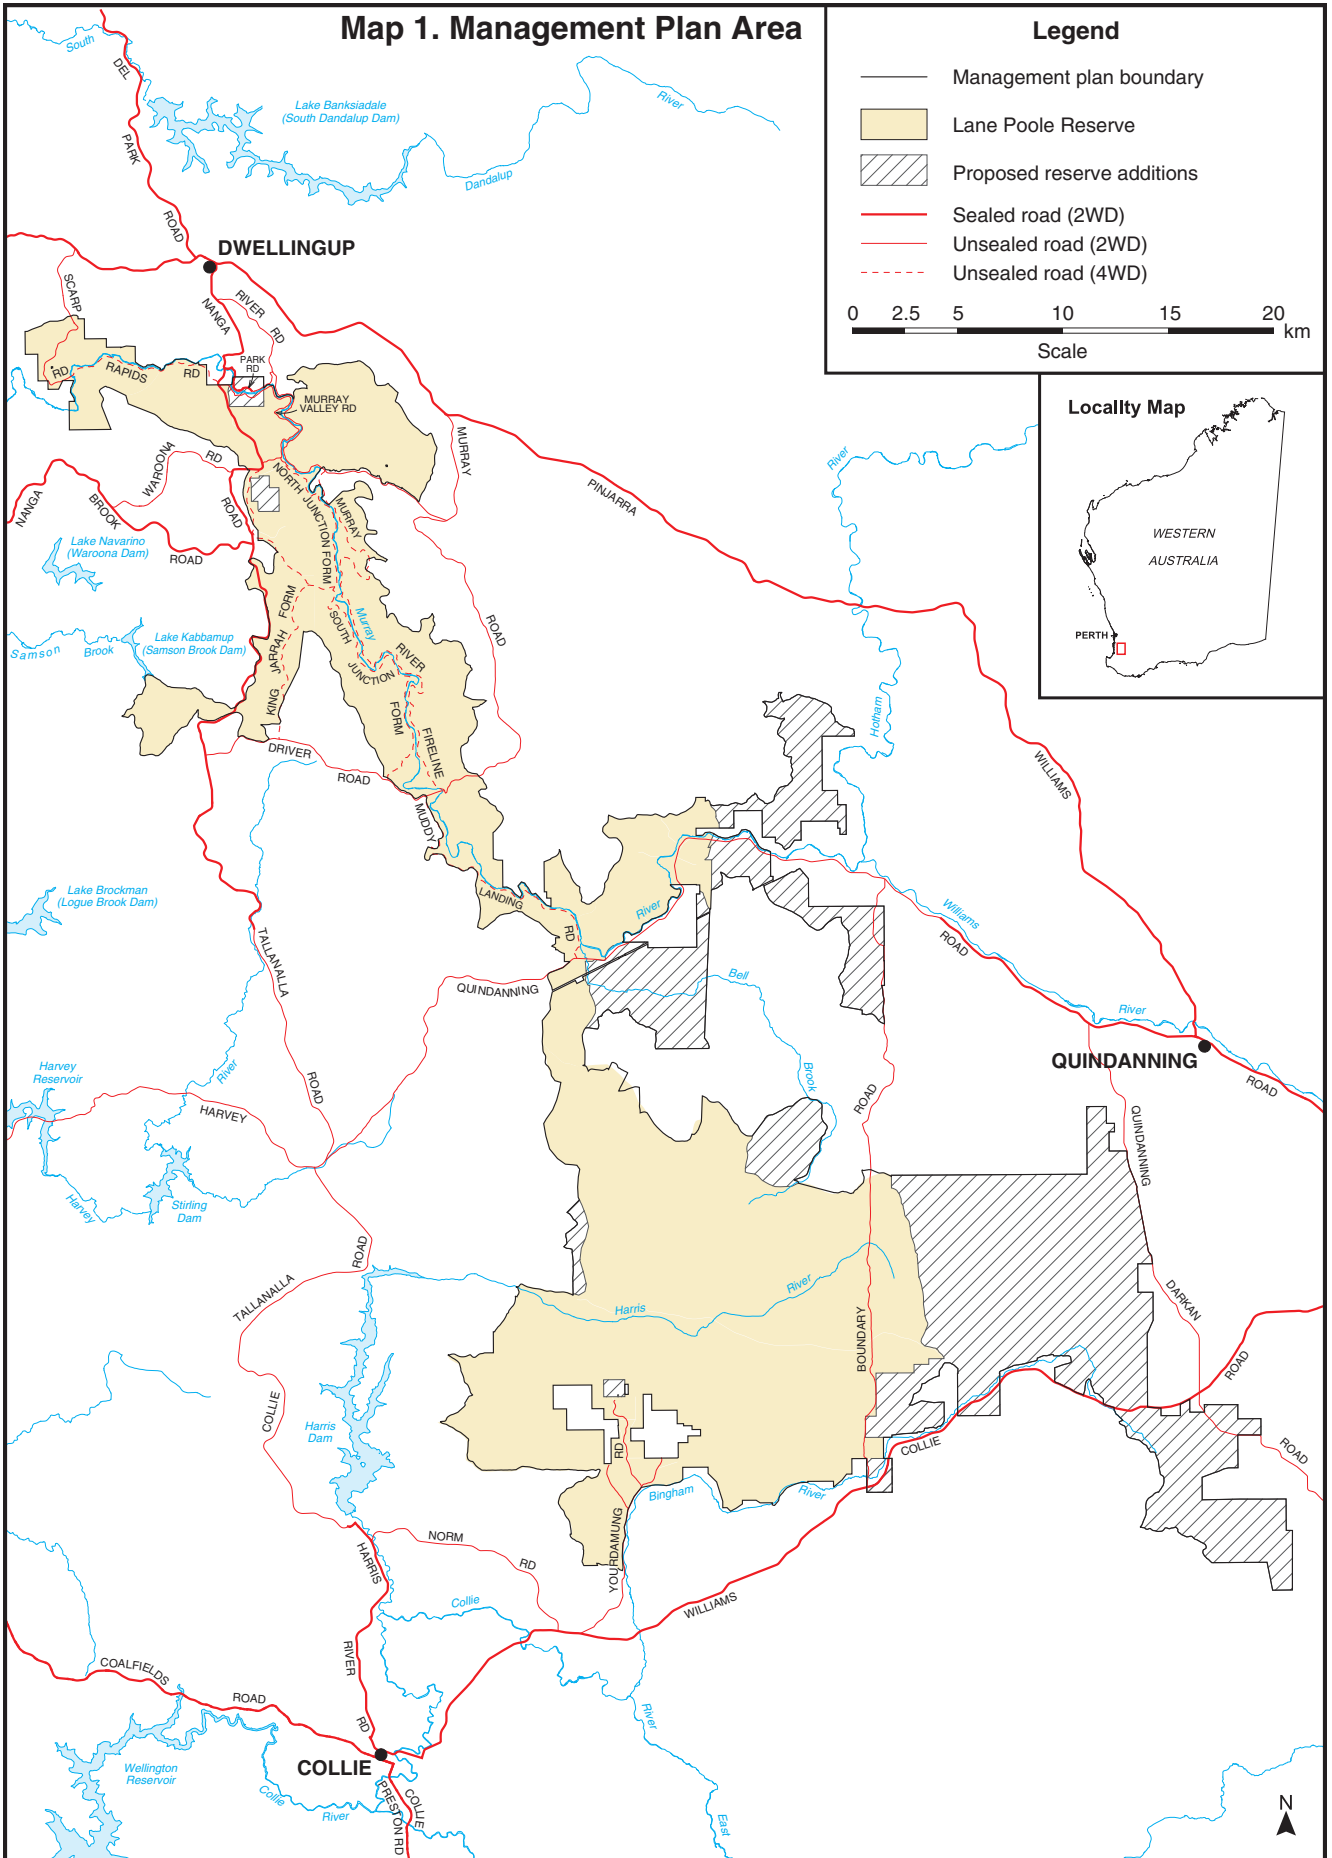 Map 1. Management Plan Area
Legend
Management plan boundary
Lane Poole Reserve
Proposed reserve additions
Sealed road (2WD)
Unsealed road (2WD)
Unsealed road (4WD)
0 2.5 5 10 15 20
km
Scale
Locality Map
WESTERN
AUSTRALIA
PERTH
South
DEL
PARK
ROAD
Lake Banksiadale
(South Dandalup Dam)
River
Dandalup
DWELLINGUP
SCARP
RD
NANGA
RIVER
RD
PARK
RD
RAPIDS
RD
MURRAY
VALLEY RD
WAROONA
RD
NANGA
BROOK
ROAD
ROAD
NORTH
JUNCTION FORM
MURRAY
MURRAY
PINJARRA
River
Lake Navarino
(Waroona Dam)
Samson
Brook
Lake Kabbamup
(Samson Brook Dam)
KING
JARRAH
FORM
SOUTH
JUNCTION
FORM
Murray
RIVER
FIRELINE
ROAD
Hotham
WILLIAMS
DRIVER
ROAD
MUDDY
LANDING
RD
River
Lake Brockman
(Logue Brook Dam)
TALLANALLA
ROAD
QUINDANNING
Bell
Brook
Williams
ROAD
River
QUINDANNING
ROAD
Harvey
Reservoir
River
HARVEY
Harvey
Stirling
Dam
ROAD
QUINDANNING
DARKAN
ROAD
ROAD
TALLANALLA
ROAD
COLLIE
Harris
River
BOUNDARY
Harris
Dam
RD
COLLIE
Bingham
River
YOURDAMUNG
NORM
RD
HARRIS
RIVER
RD
Collie
WILLIAMS
COALFIELDS
ROAD
River
COLLIE
Wellington
Reservoir
Collie
River
PRESTON RD
COLLIE
East
N